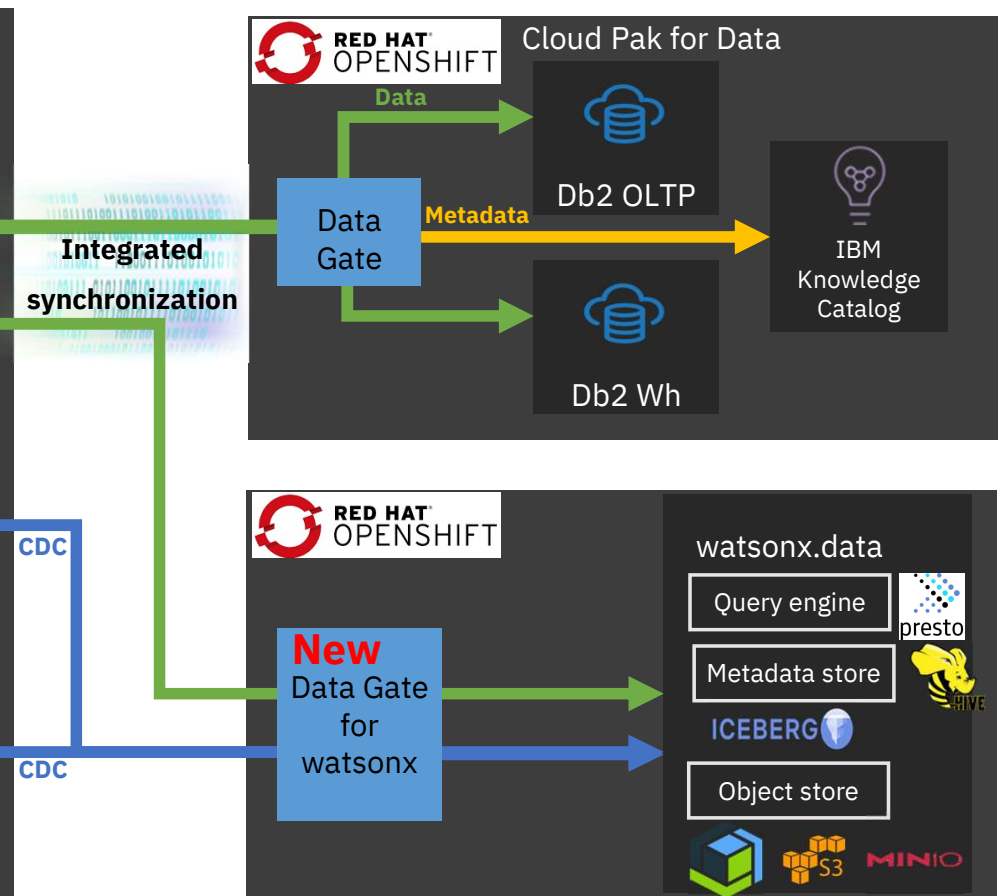 RED HAT
OPENSHIFT
Cloud Pak for Data
Data
Db2 OLTP
Data
Gate
Metadata
IBM
Knowledge
Catalog
Integrated
synchronization
Db2 Wh
RED HAT
OPENSHIFT
CDC
watsonx.data
Query engine
presto
New
Data Gate
for
watsonx
Metadata store
HIVE
ICEBERG
CDC
Object store
S3
MINIO